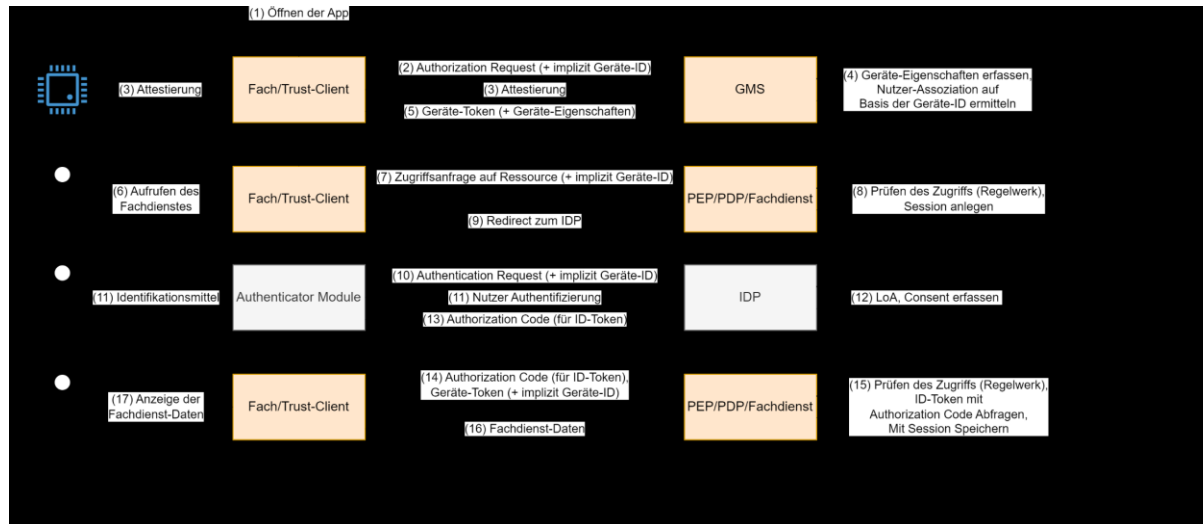 (1) Öffnen der App
(3) Attestierung
Fach/Trust-Client
(2) Authorization Request (+ implizit Geräte-ID)
(3) Attestierung
(5) Geräte-Token (+ Geräte-Eigenschaften)
GMS
(4) Geräte-Eigenschaften erfassen,
Nutzer-Assoziation auf
Basis der Geräte-ID ermitteln
(6) Aufrufen des
Fachdienstes
Fach/Trust-Client
(7) Zugriffsanfrage auf Ressource (+ implizit Geräte-ID)
(9) Redirect zum IDP
PEP/PDP/Fachdienst
(8) Prüfen des Zugriffs (Regelwerk),
Session anlegen
(11) Identifikationsmittel
Authenticator Module
(10) Authentication Request (+ implizit Geräte-ID)
(11) Nutzer Authentifizierung
(13) Authorization Code (für ID-Token)
IDP
(12) LoA, Consent erfassen
(17) Anzeige der
Fachdienst-Daten
Fach/Trust-Client
(14) Authorization Code (für ID-Token),
Geräte-Token (+ implizit Geräte-ID)
(16) Fachdienst-Daten
PEP/PDP/Fachdienst
(15) Prüfen des Zugriffs (Regelwerk),
ID-Token mit
Authorization Code Abfragen,
Mit Session Speichern